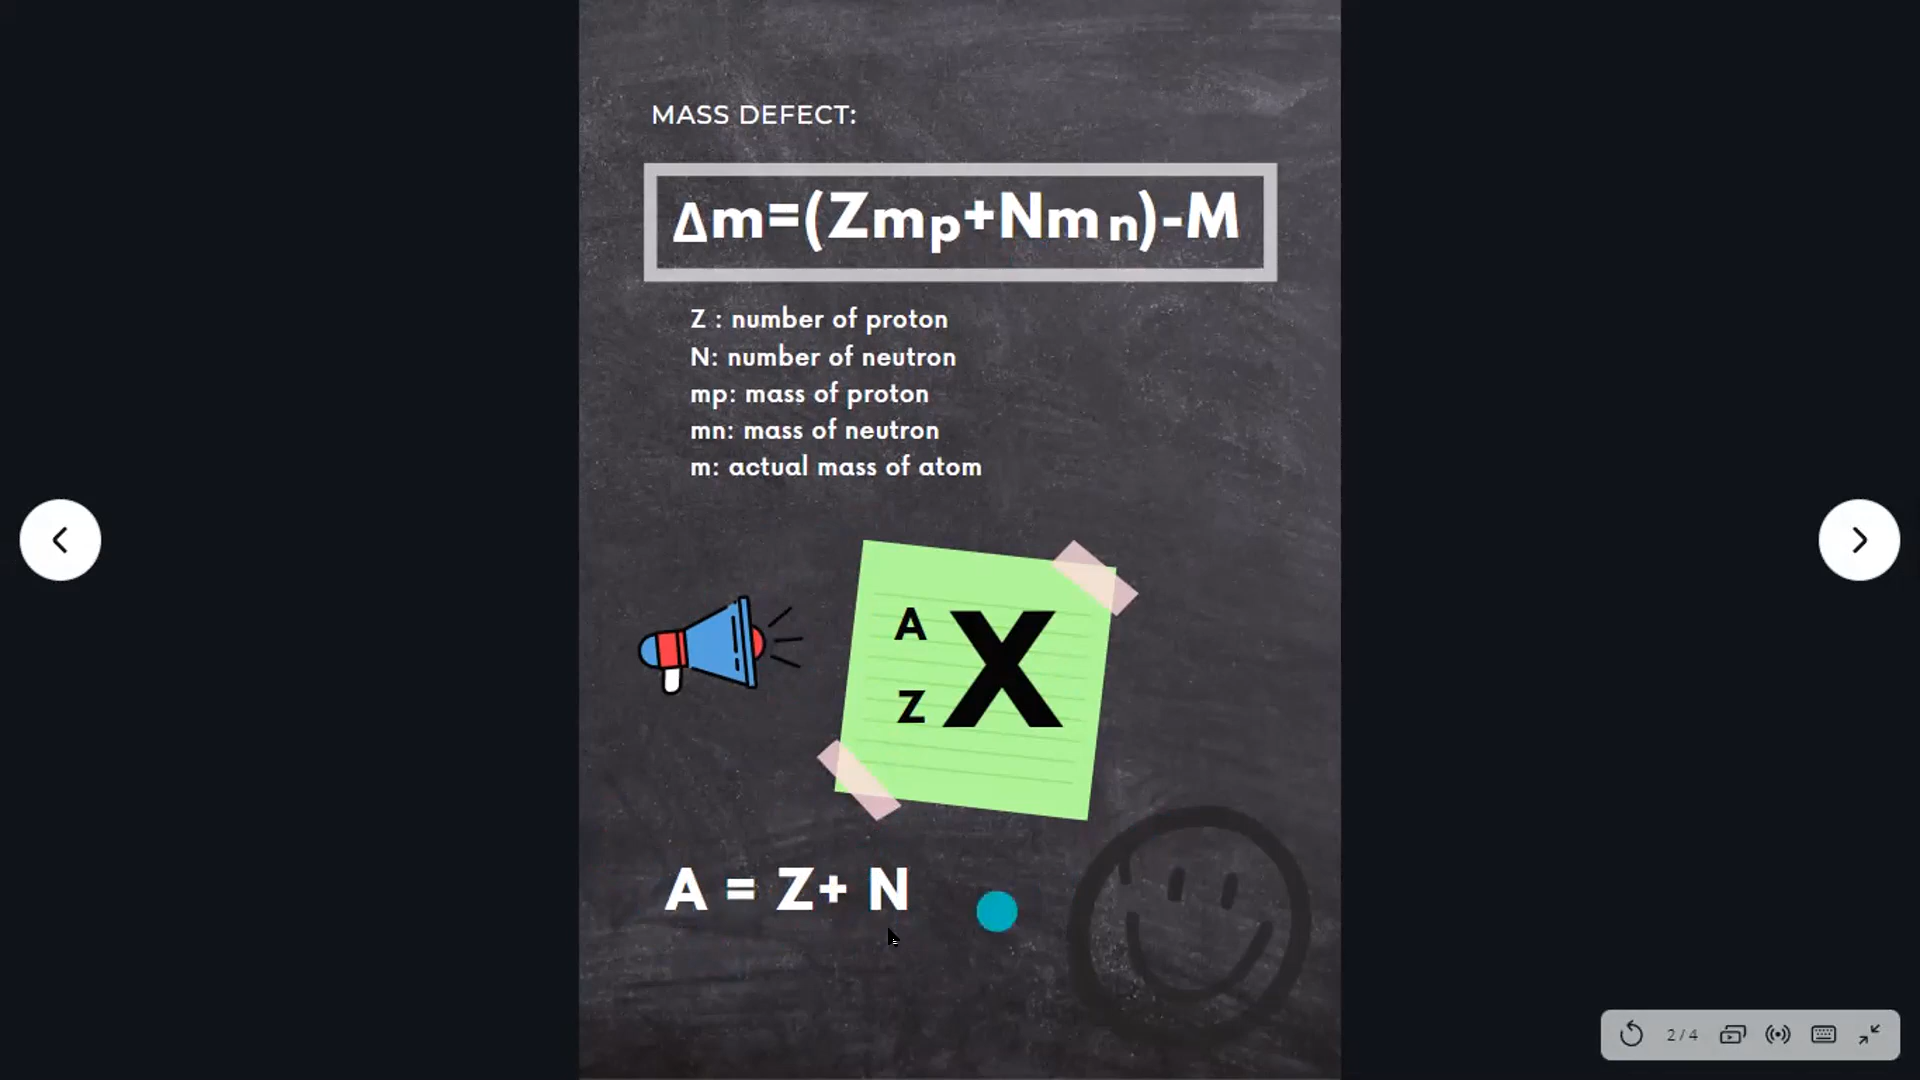 MASS DEFECT:
Δm=(Zmₚ+Nmₙ)-M
Z : number of proton
N: number of neutron
mp: mass of proton
mn: mass of neutron
m: actual mass of atom
A
Z
X
A = Z+ N
2 / 4